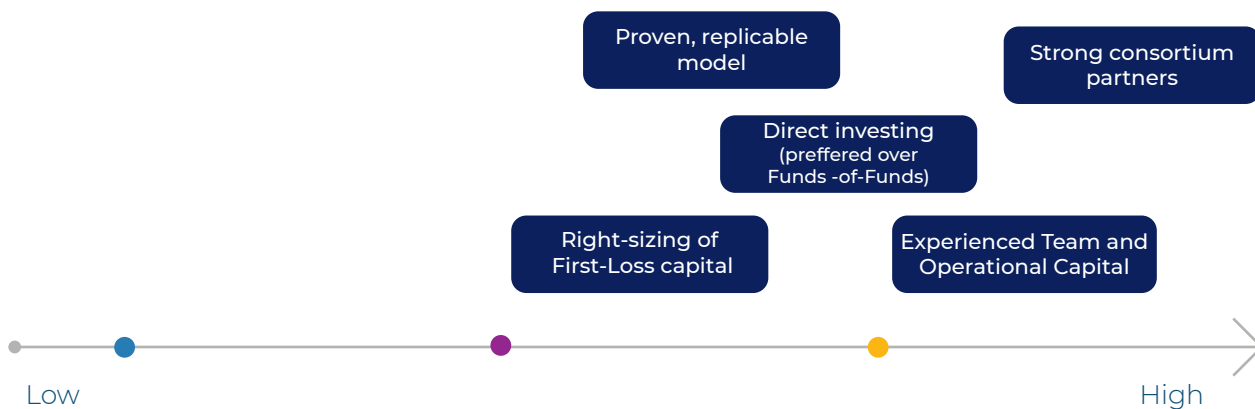 Proven, replicable
model
Strong consortium
partners
Direct investing
(preffered over
Funds -of-Funds)
Right-sizing of
First-Loss capital
Experienced Team and
Operational Capital
Low
High